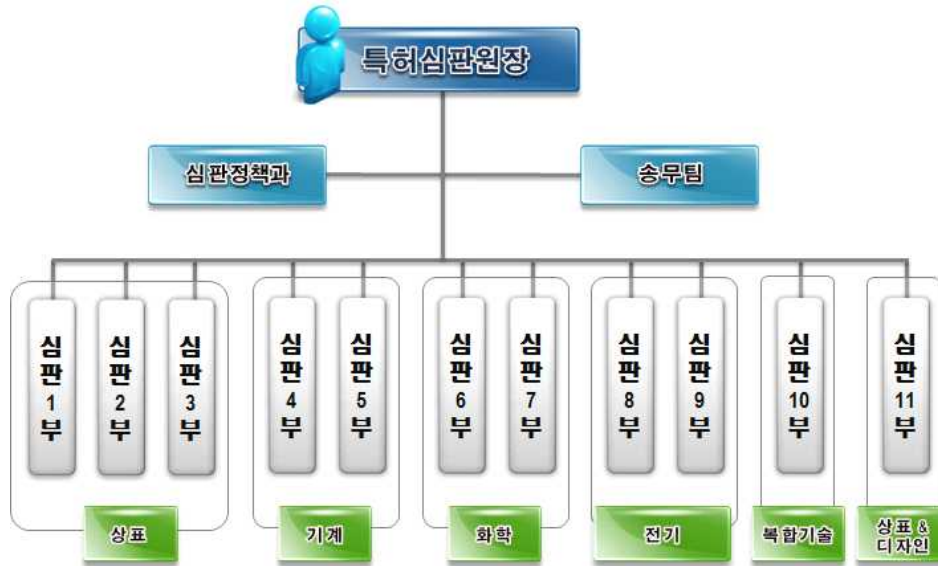 특허심판원장
심판정책과
송무팀
심판1부
심판2부
심판3부
심판4부
심판5부
심판6부
심판7부
심판8부
심판9부
심판10부
심판11부
상표
기계
화학
전기
복합기술
상표 &
디자인